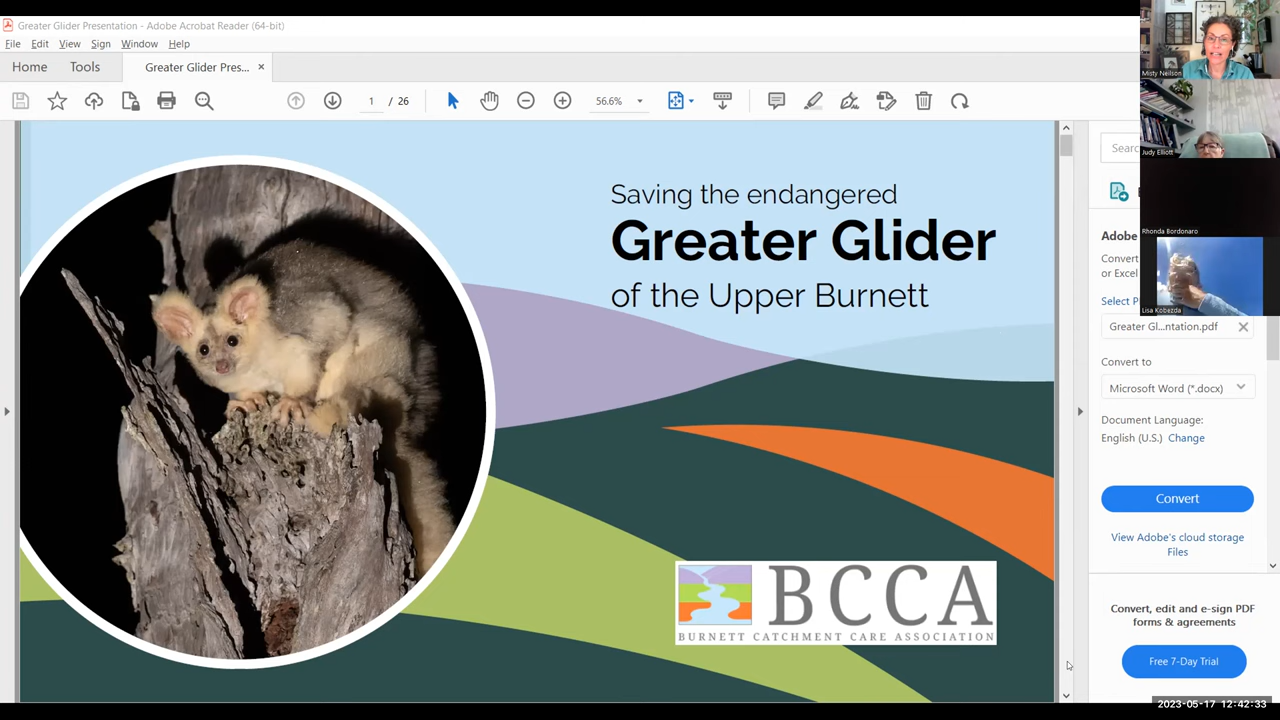 Greater Glider Presentation - Adobe Acrobat Reader (64-bit)
File Edit View Sign Window Help
Home Tools Greater Glider Pres... ×
1 / 26
56.6%
Saving the endangered
Greater Glider
of the Upper Burnett
BCCA
BURNETT CATCHMENT CARE ASSOCIATION
Misty Neilson
Judy Elliott
Rhonda Bordonaro
Lisa Kobezda
Sear
Adobe
Convert
or Excel
Select P
Greater Gl...ntation.pdf
Convert to
Microsoft Word (*.docx)
Document Language:
English (U.S.) Change
Convert
View Adobe's cloud storage
Files
Convert, edit and e-sign PDF
forms & agreements
Free 7-Day Trial
2023-05-17 12:42:33